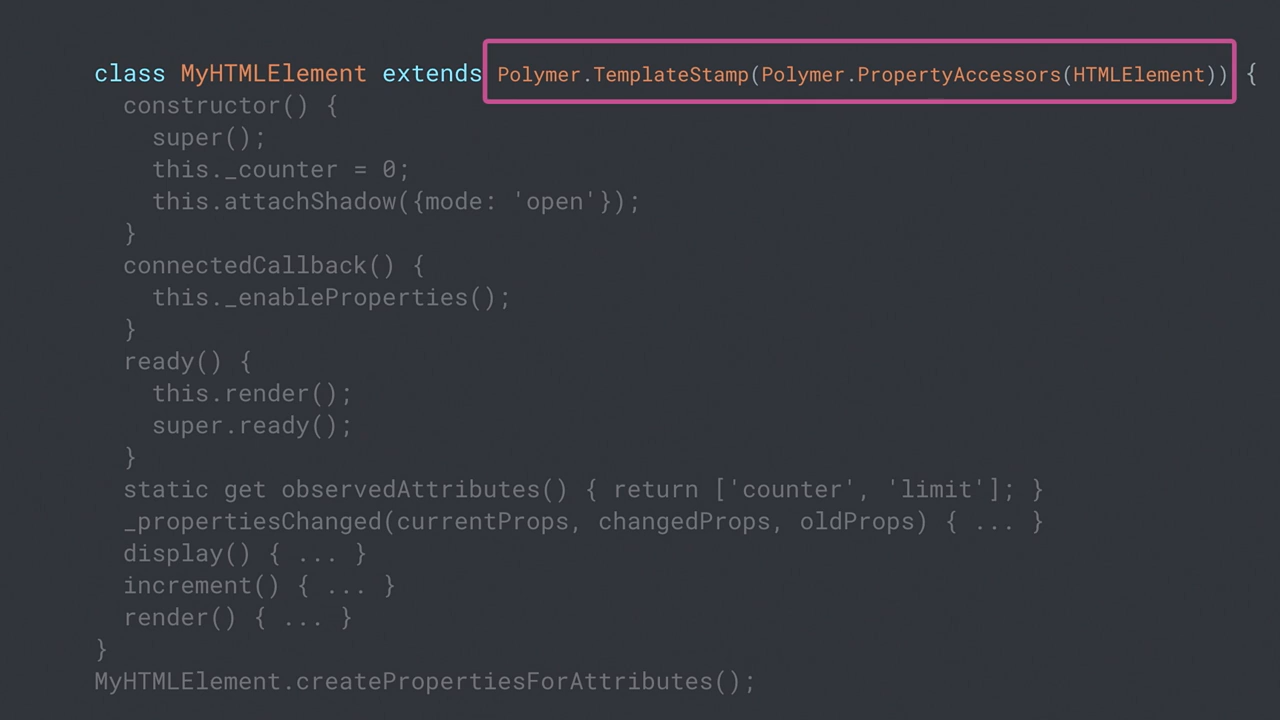 class MyHTMLElement extends Polymer.TemplateStamp(Polymer.PropertyAccessors(HTMLElement)) {
constructor() {
super();
this._counter = 0;
this.attachShadow({mode: 'open'});
}
connectedCallback() {
this._enableProperties();
}
ready() {
this.render();
super.ready();
}
static get observedAttributes() { return ['counter', 'limit']; }
_propertiesChanged(currentProps, changedProps, oldProps) { ... }
display() { ... }
increment() { ... }
render() { ... }
}
MyHTMLElement.createPropertiesForAttributes();